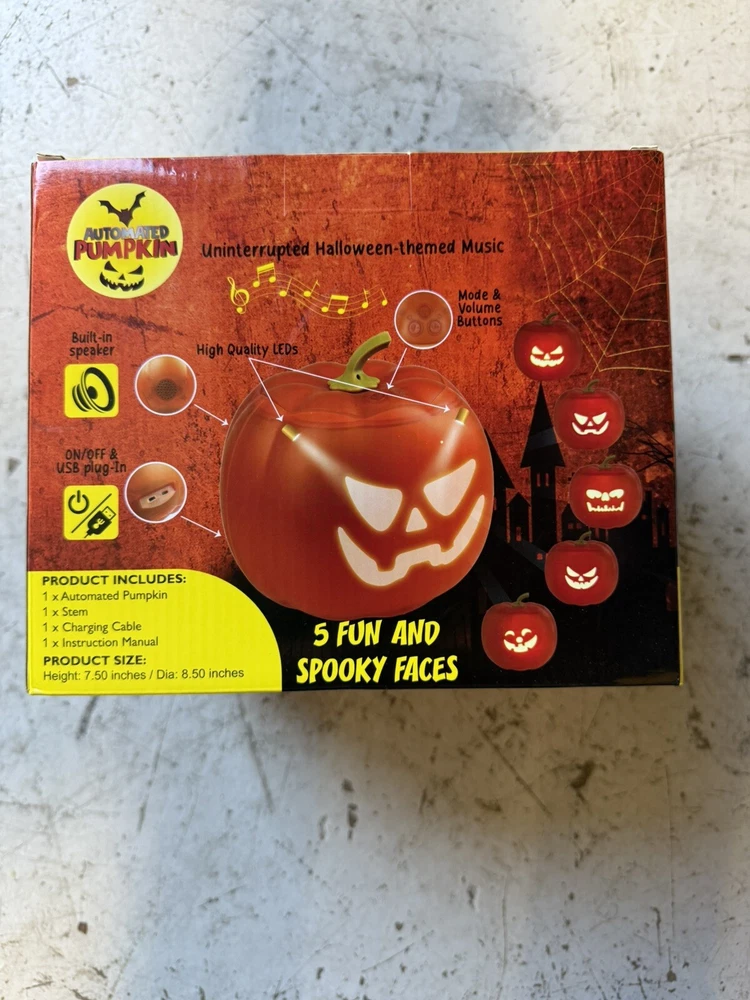 AUTOMATED
PUMPKIN
Uninterrupted Halloween-themed Music
Mode &
Volume
Buttons
Built-in
speaker
High Quality LEDs
ON/OFF &
USB plug-In
PRODUCT INCLUDES:
1 x Automated Pumpkin
1 x Stem
1 x Charging Cable
1 x Instruction Manual
PRODUCT SIZE:
Height: 7.50 inches / Dia: 8.50 inches
5 FUN AND
SPOOKY FACES